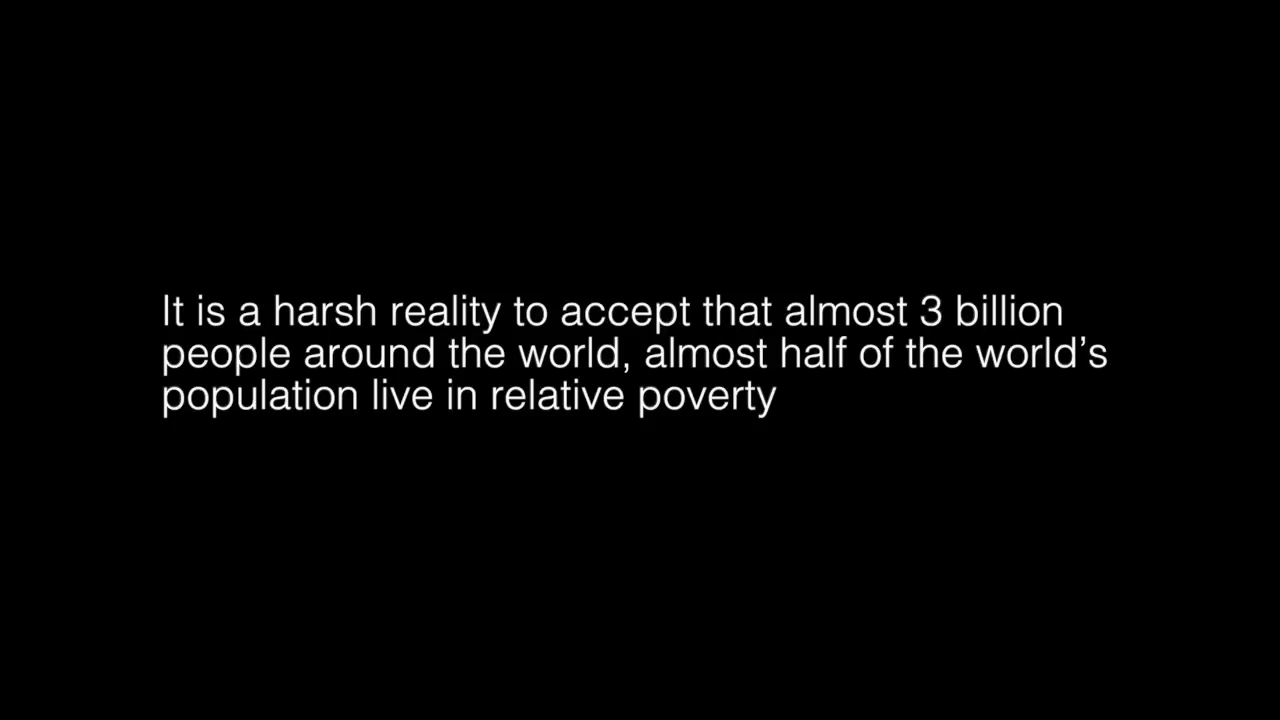 It is a harsh reality to accept that almost 3 billion
people around the world, almost half of the world’s
population live in relative poverty